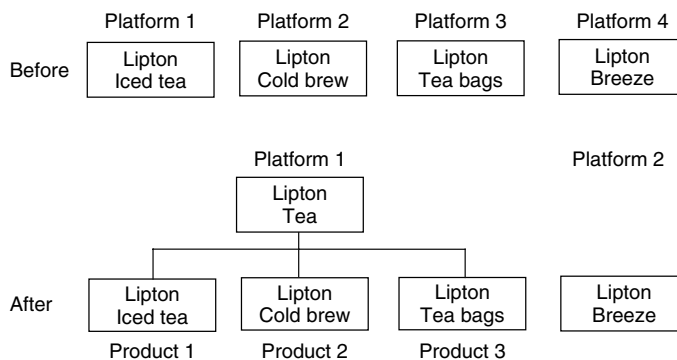 Platform 1 Platform 2 Platform 3 Platform 4
Before
Lipton
Iced tea
Lipton
Cold brew
Lipton
Tea bags
Lipton
Breeze
Platform 1 Platform 2
Lipton
Tea
After
Lipton
Iced tea
Lipton
Cold brew
Lipton
Tea bags
Lipton
Breeze
Product 1 Product 2 Product 3